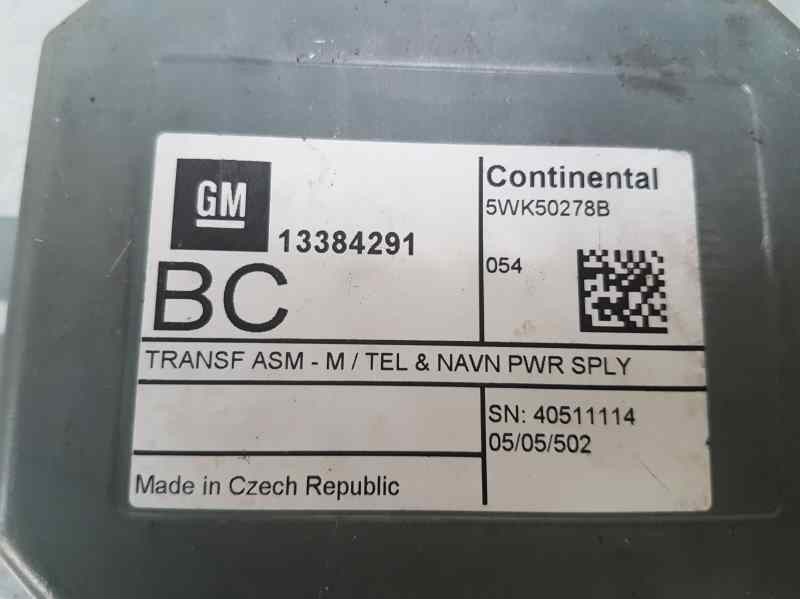 GM
13384291
BC
Continental
5WK50278B
054
TRANSF ASM - M / TEL & NAVN PWR SPLY
SN: 40511114
05/05/502
Made in Czech Republic